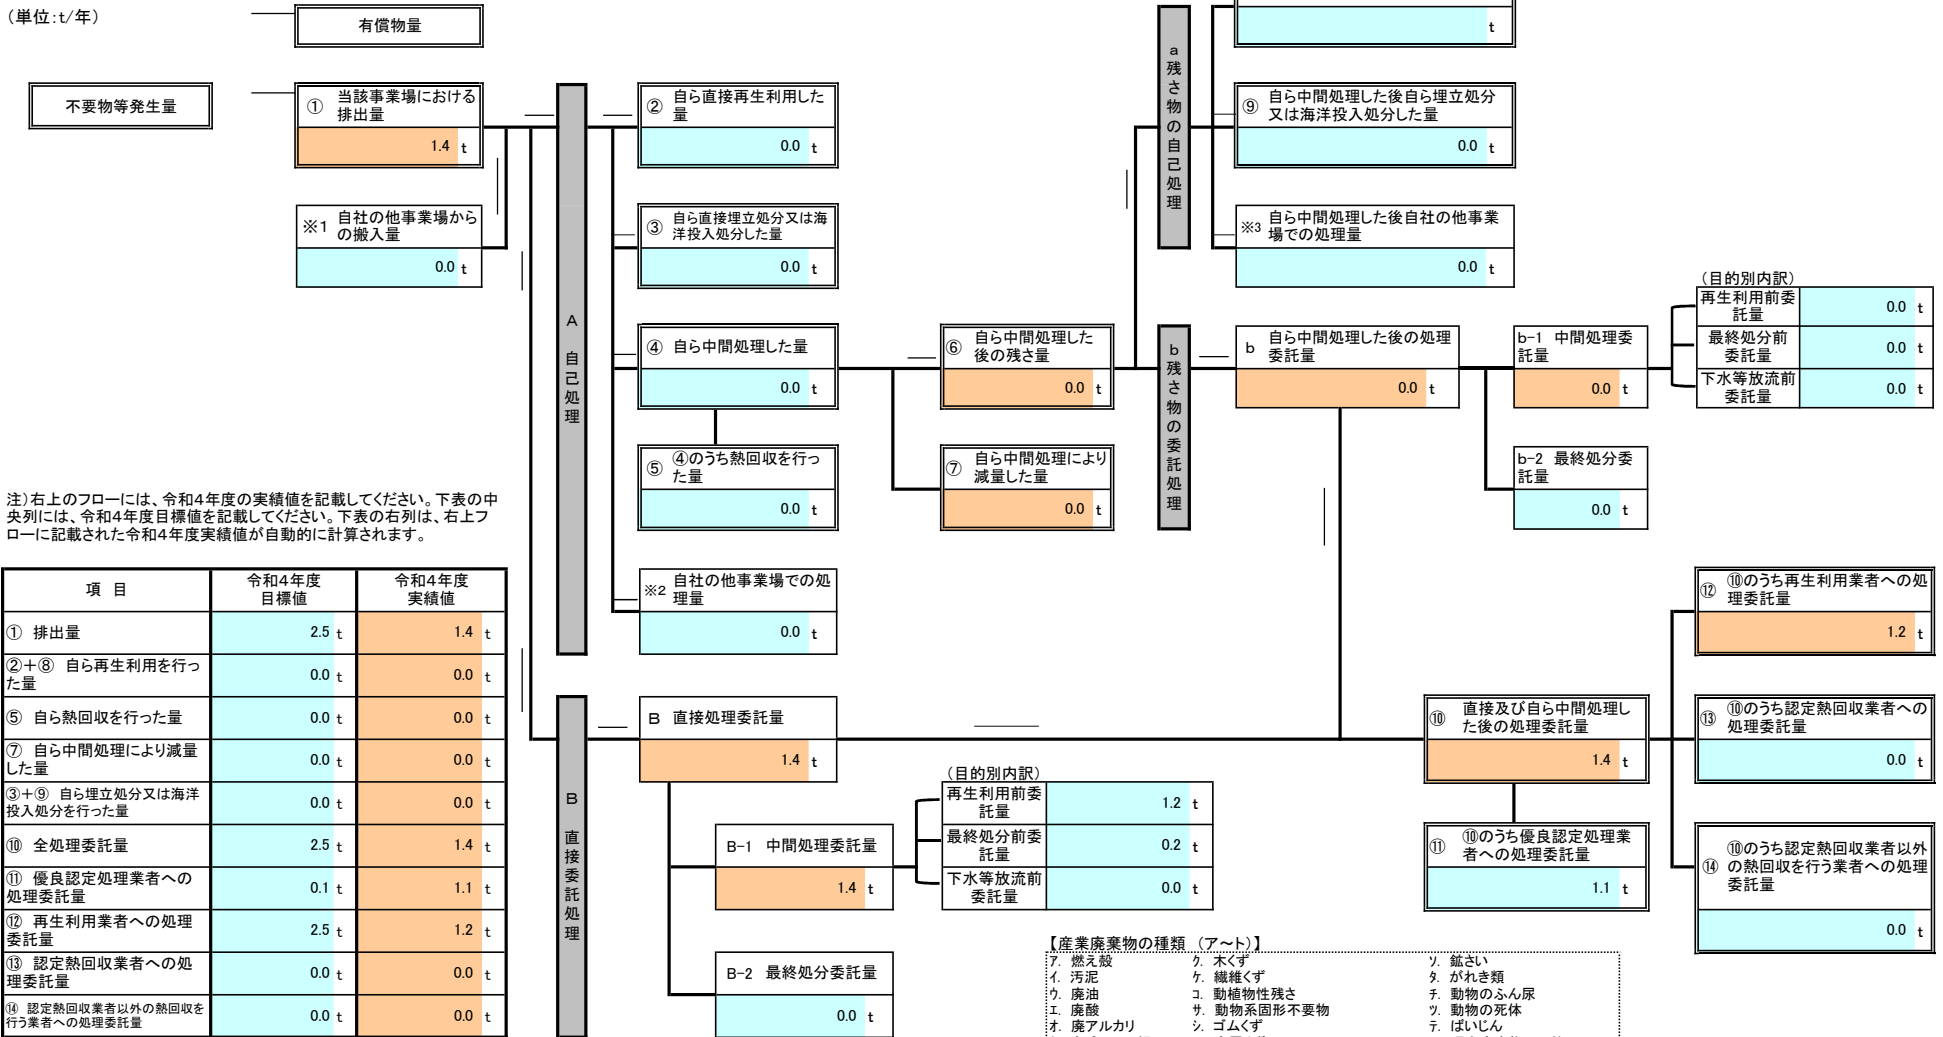 (単位:t/年)
有償物量
t
不要物等発生量
① 当該事業場における
排出量
1.4 t
※1 自社の他事業場から
の搬入量
0.0 t
A 自己処理
② 自ら直接再生利用した
量
0.0 t
③ 自ら直接埋立処分又は海
洋投入処分した量
0.0 t
④ 自ら中間処理した量
0.0 t
⑤ ④のうち熱回収を行っ
た量
0.0 t
※2 自社の他事業場での処
理量
0.0 t
⑥ 自ら中間処理した
後の残さ量
0.0 t
⑦ 自ら中間処理により
減量した量
0.0 t
a 残さ物の自己処理
⑨ 自ら中間処理した後自ら埋立処分
又は海洋投入処分した量
0.0 t
※3 自ら中間処理した後自社の他事業
場での処理量
0.0 t
b 残さ物の委託処理
b 自ら中間処理した後の処理
委託量
0.0 t
b-1 中間処理委
託量
0.0 t
b-2 最終処分委
託量
0.0 t
(目的別内訳)
再生利用前委
託量
0.0 t
最終処分前
委託量
0.0 t
下水等放流前
委託量
0.0 t
注)右上のフローには、令和4年度の実績値を記載してください。下表の中
央列には、令和4年度目標値を記載してください。下表の右列は、右上フ
ローに記載された令和4年度実績値が自動的に計算されます。
項 目 令和4年度 目標値 令和4年度 実績値
① 排出量 2.5 t 1.4 t
②+⑧ 自ら再生利用を行っ
た量 0.0 t 0.0 t
⑤ 自ら熱回収を行った量 0.0 t 0.0 t
⑦ 自ら中間処理により減量
した量 0.0 t 0.0 t
③+⑨ 自ら埋立処分又は海洋
投入処分を行った量 0.0 t 0.0 t
⑩ 全処理委託量 2.5 t 1.4 t
⑪ 優良認定処理業者への
処理委託量 0.1 t 1.1 t
⑫ 再生利用業者への処理
委託量 2.5 t 1.2 t
⑬ 認定熱回収業者への処
理委託量 0.0 t 0.0 t
⑭ 認定熱回収業者以外の熱回収を
行う業者への処理委託量 0.0 t 0.0 t
B 直接委託処理
B 直接処理委託量
1.4 t
B-1 中間処理委託量
1.4 t
B-2 最終処分委託量
0.0 t
(目的別内訳)
再生利用前委
託量
1.2 t
最終処分前委
託量
0.2 t
下水等放流前
委託量
0.0 t
⑩ 直接及び自ら中間処理し
た後の処理委託量
1.4 t
⑪ ⑩のうち優良認定処理業
者への処理委託量
1.1 t
⑫ ⑩のうち再生利用業者への処
理委託量
1.2 t
⑬ ⑩のうち認定熱回収業者への
処理委託量
0.0 t
⑭ ⑩のうち認定熱回収業者以外
の熱回収を行う業者への処理
委託量
0.0 t
【産業廃棄物の種類 (ア~ト)】
ア. 燃え殻 ク. 木くず ソ. 鉱さい
イ. 汚泥 ケ. 繊維くず タ. がれき類
ウ. 廃油 コ. 動植物性残さ チ. 動物のふん尿
エ. 廃酸 サ. 動物系固形不要物 ツ. 動物の死体
オ. 廃アルカリ シ. ゴムくず テ. ばいじん